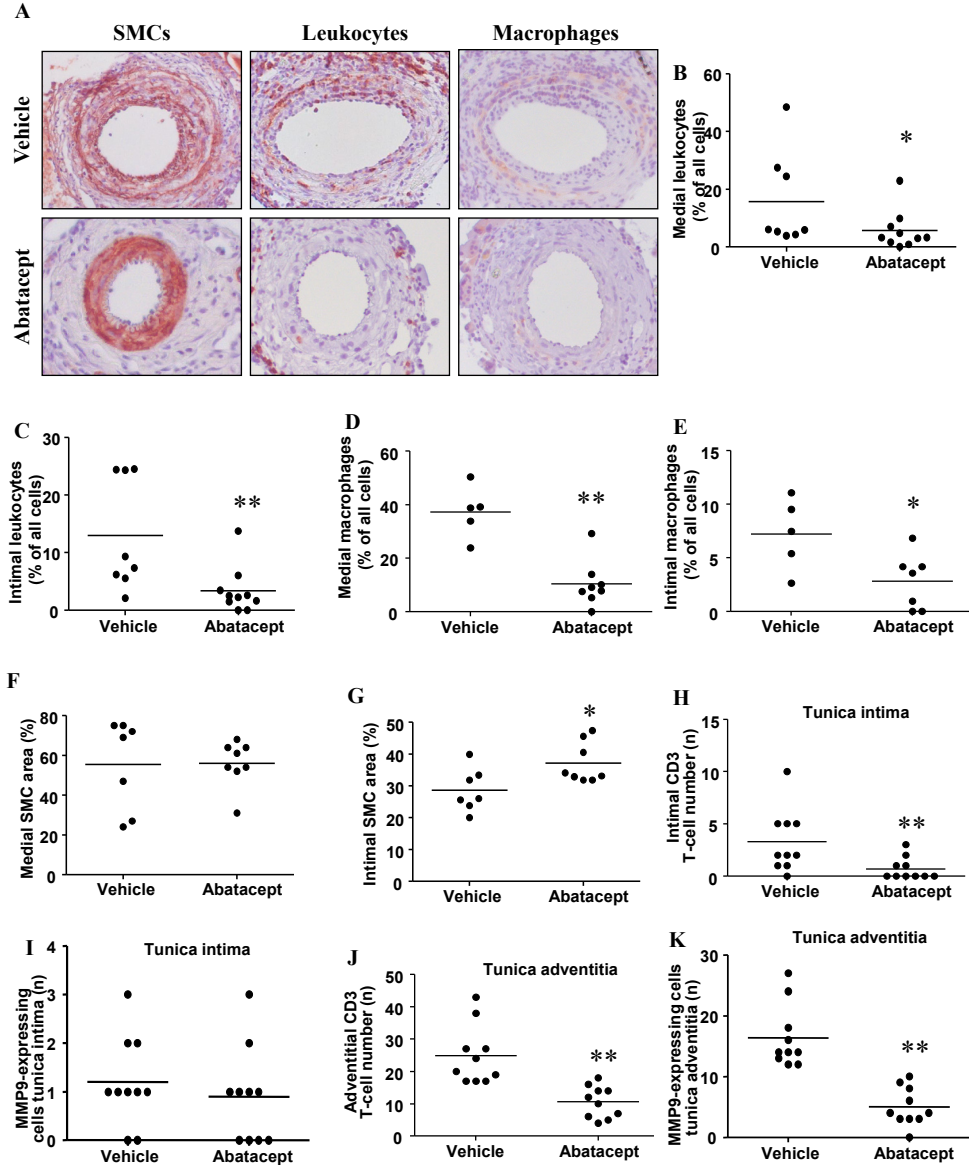 A
SMCs
Leukocytes
Macrophages
Vehicle
Abatacept
B
Medial leukocytes
(% of all cells)
60
40
20
0
*
Vehicle
Abatacept
C
Intimal leukocytes
(% of all cells)
30
20
10
0
**
Vehicle
Abatacept
D
Medial macrophages
(% of all cells)
60
40
20
0
**
Vehicle
Abatacept
E
Intimal macrophages
(% of all cells)
15
10
5
0
*
Vehicle
Abatacept
F
Medial SMC area (%)
80
60
40
20
0
Vehicle
Abatacept
G
Intimal SMC area (%)
50
40
30
20
10
0
*
Vehicle
Abatacept
H
Tunica intima
Intimal CD3
T-cell number (n)
15
10
5
0
**
Vehicle
Abatacept
I
Tunica intima
MMP9-expressing
cells tunica intima (n)
4
3
2
1
0
Vehicle
Abatacept
J
Tunica adventitia
Adventitial CD3
T-cell number (n)
50
40
30
20
10
0
**
Vehicle
Abatacept
K
Tunica adventitia
MMP9-expressing cells
tunica adventitia (n)
30
20
10
0
**
Vehicle
Abatacept